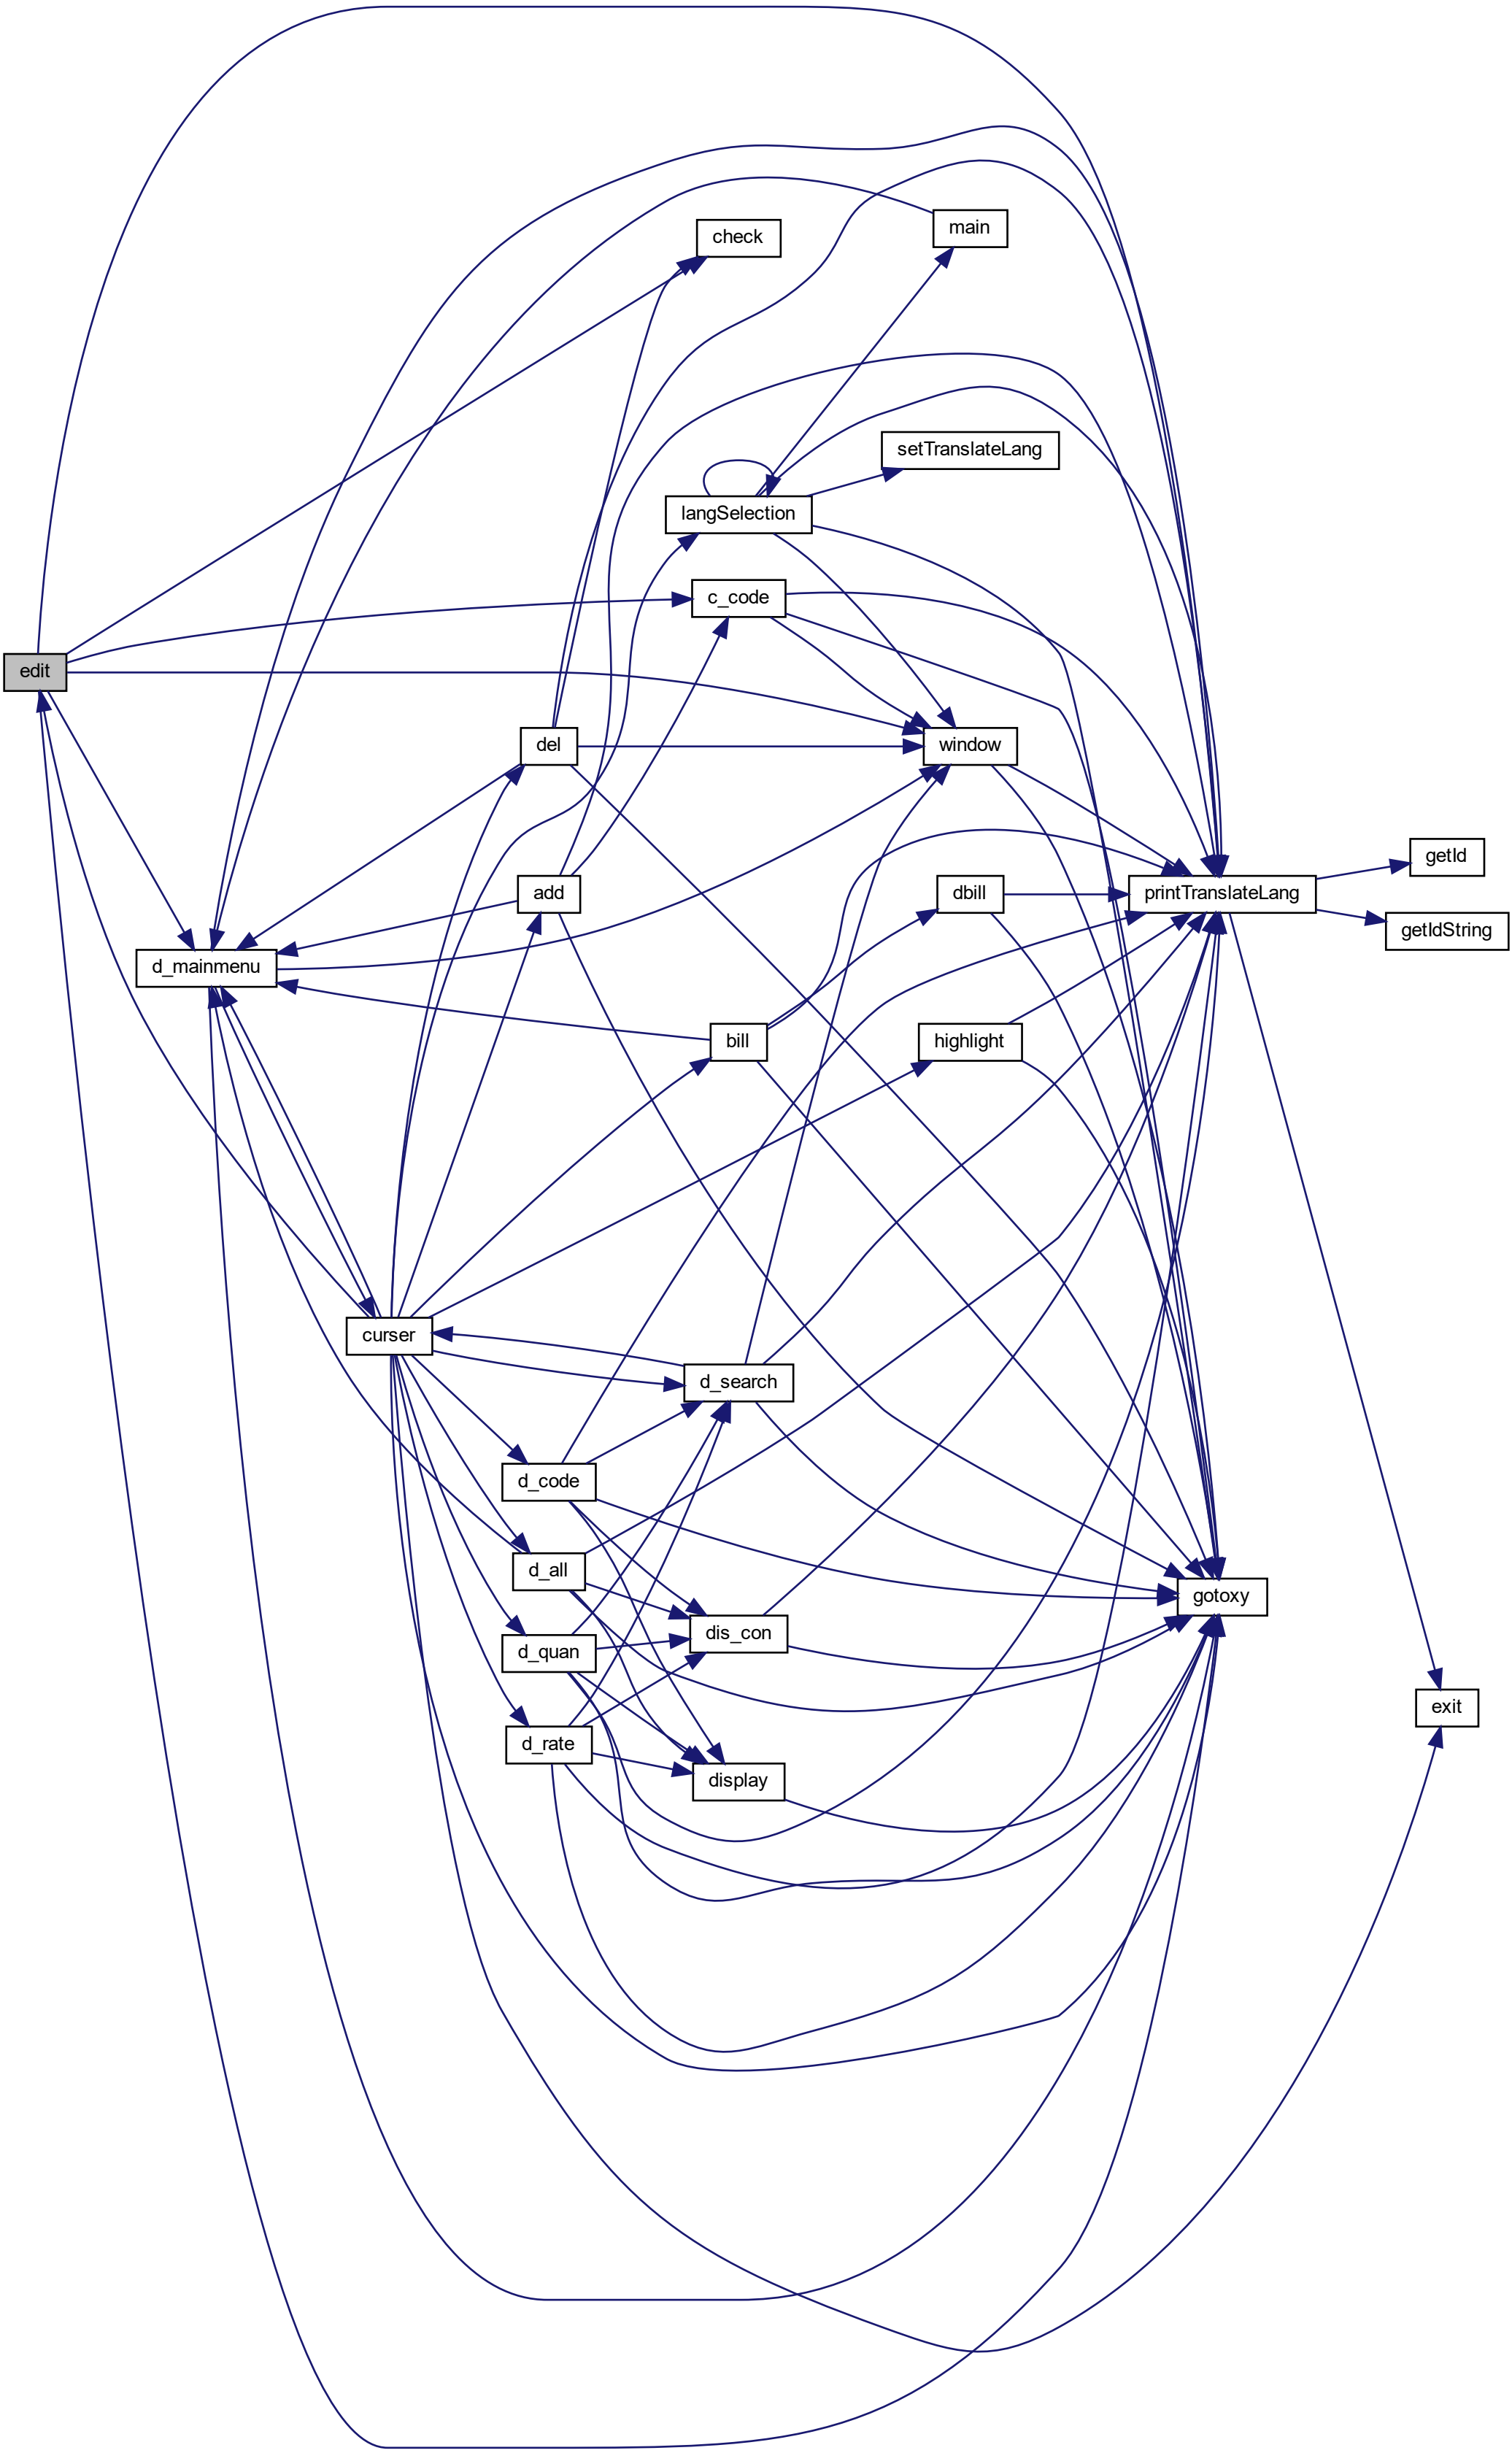 main
check
setTranslateLang
langSelection
c_code
edit
del
window
getId
add
dbill
printTranslateLang
getIdString
d_mainmenu
bill
highlight
curser
d_search
d_code
d_all
gotoxy
dis_con
d_quan
exit
d_rate
display